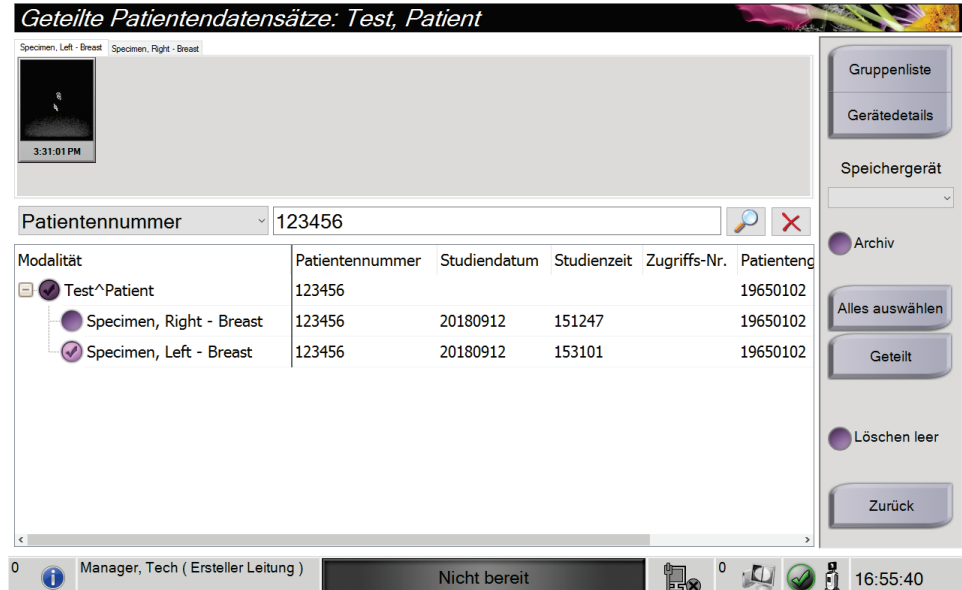 Geteilte Patientendatensätze: Test, Patient
Specimen, Left - Breast Specimen, Right - Breast
3:31:01 PM
Patientennummer 123456
Modalität Patientennummer Studiendatum Studienzeit Zugriffs-Nr. Patienteng
Test^Patient 123456 19650102
Specimen, Right - Breast 123456 20180912 151247 19650102
Specimen, Left - Breast 123456 20180912 153101 19650102
Gruppenliste
Gerätedetails
Speichergerät
Archiv
Alles auswählen
Geteilt
Löschen leer
Zurück
0 Manager, Tech ( Ersteller Leitung ) Nicht bereit 0 16:55:40